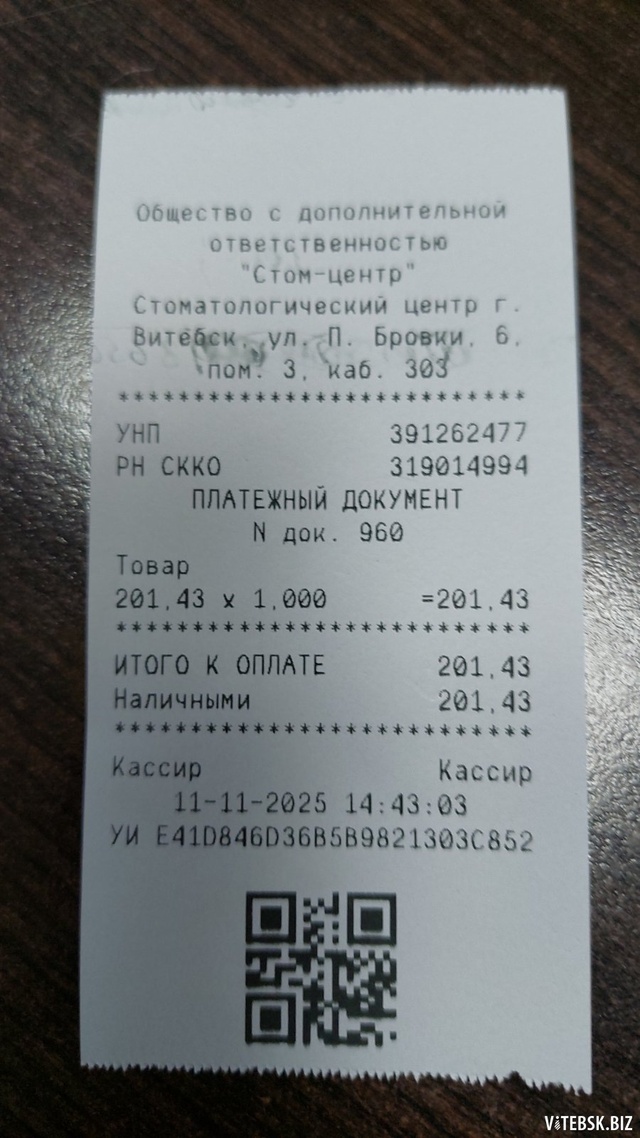 Общество с дополнительной
ответственностью
"Стом-центр"
Стоматологический центр г.
Витебск, ул. П. Бровки, 6,
пом. 3, каб. 303
***************************
УНП 391262477
РН СККО 319014994
ПЛАТЕЖНЫЙ ДОКУМЕНТ
N док. 960
Товар
201,43 x 1,000 =201,43
***************************
ИТОГО К ОПЛАТЕ 201,43
Наличными 201,43
***************************
Кассир Кассир
11-11-2025 14:43:03
УИ E41D846D36B5B9821303C852
VITEBSK.BIZ